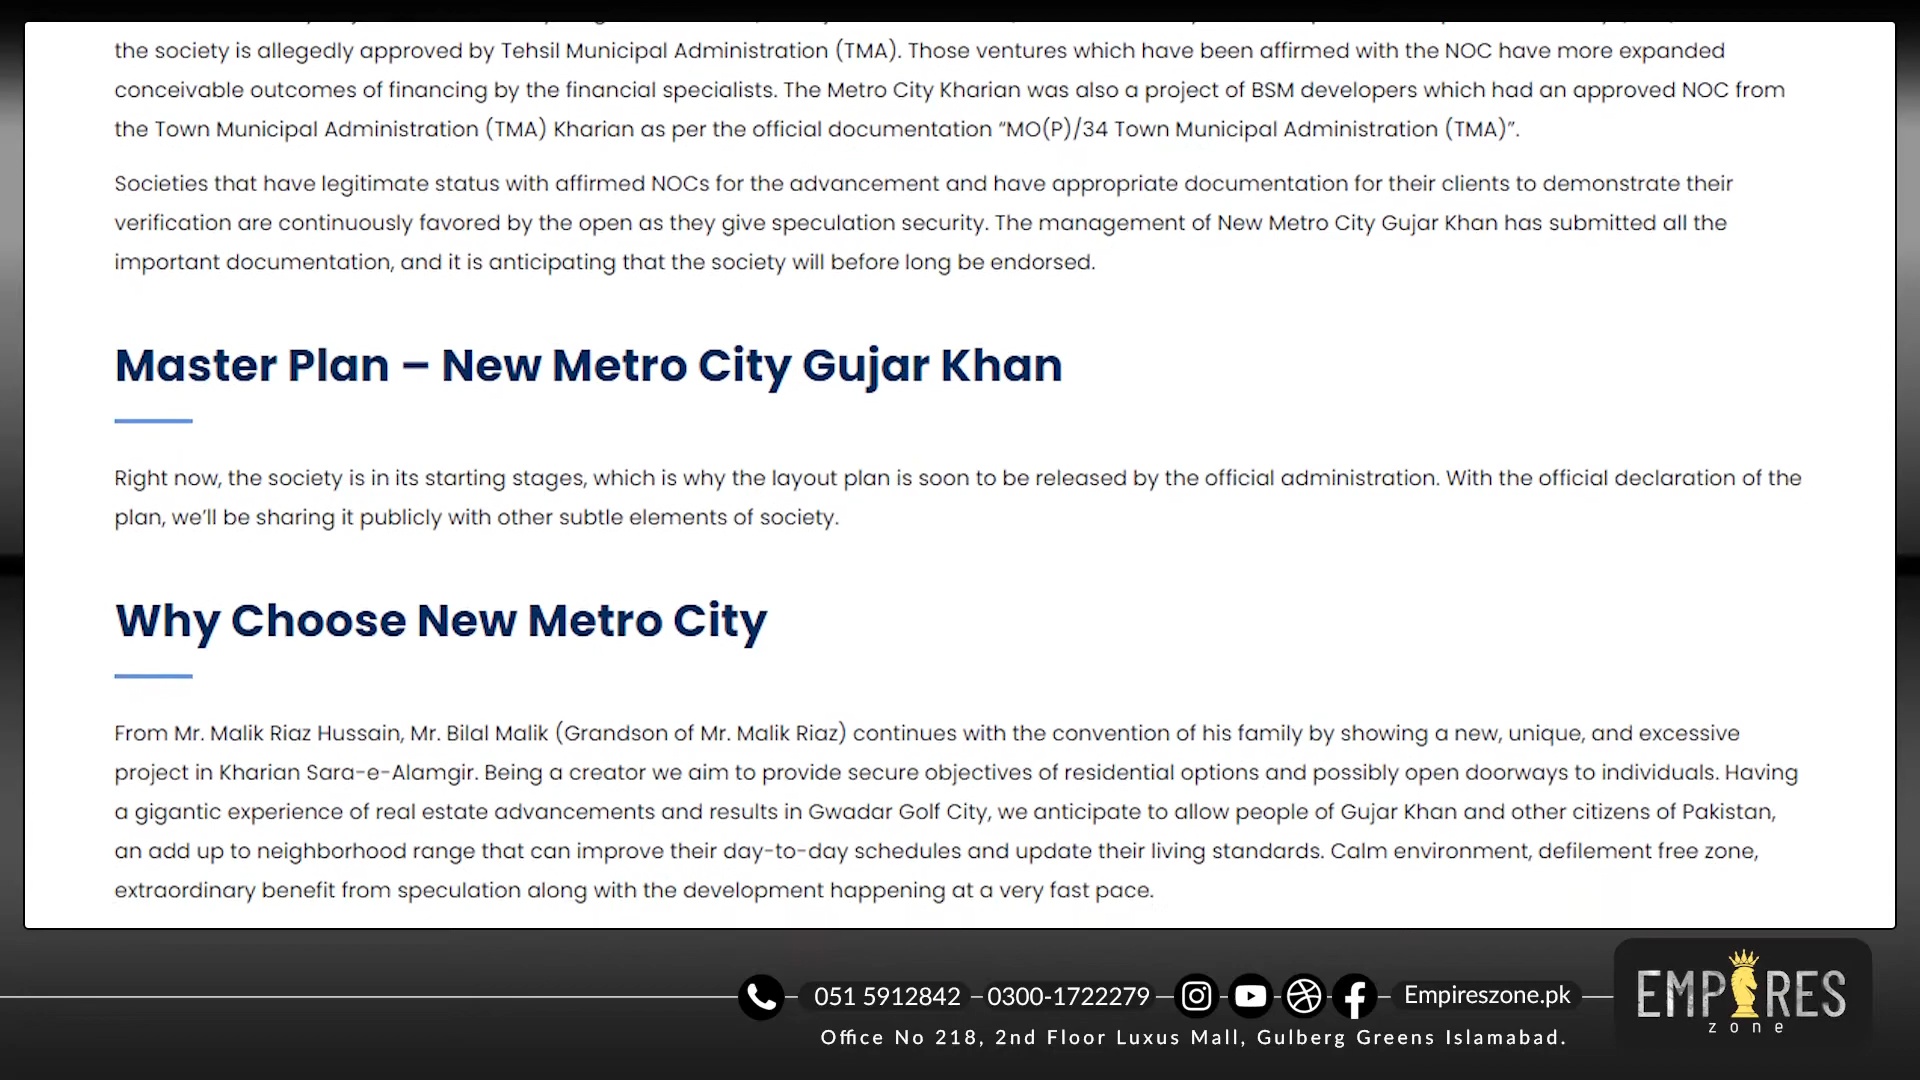 the society is allegedly approved by Tehsil Municipal Administration (TMA). Those ventures which have been affirmed with the NOC have more expanded
conceivable outcomes of financing by the financial specialists. The Metro City Kharian was also a project of BSM developers which had an approved NOC from
the Town Municipal Administration (TMA) Kharian as per the official documentation “MO(P)/34 Town Municipal Administration (TMA)”.
Societies that have legitimate status with affirmed NOCs for the advancement and have appropriate documentation for their clients to demonstrate their
verification are continuously favored by the open as they give speculation security. The management of New Metro City Gujar Khan has submitted all the
important documentation, and it is anticipating that the society will before long be endorsed.
Master Plan – New Metro City Gujar Khan
Right now, the society is in its starting stages, which is why the layout plan is soon to be released by the official administration. With the official declaration of the
plan, we’ll be sharing it publicly with other subtle elements of society.
Why Choose New Metro City
From Mr. Malik Riaz Hussain, Mr. Bilal Malik (Grandson of Mr. Malik Riaz) continues with the convention of his family by showing a new, unique, and excessive
project in Kharian Sara-e-Alamgir. Being a creator we aim to provide secure objectives of residential options and possibly open doorways to individuals. Having
a gigantic experience of real estate advancements and results in Gwadar Golf City, we anticipate to allow people of Gujar Khan and other citizens of Pakistan,
an add up to neighborhood range that can improve their day-to-day schedules and update their living standards. Calm environment, defilement free zone,
extraordinary benefit from speculation along with the development happening at a very fast pace.
051 5912842 0300-1722279 Empireszone.pk
Office No 218, 2nd Floor Luxus Mall, Gulberg Greens Islamabad.
EMPIRES
zone